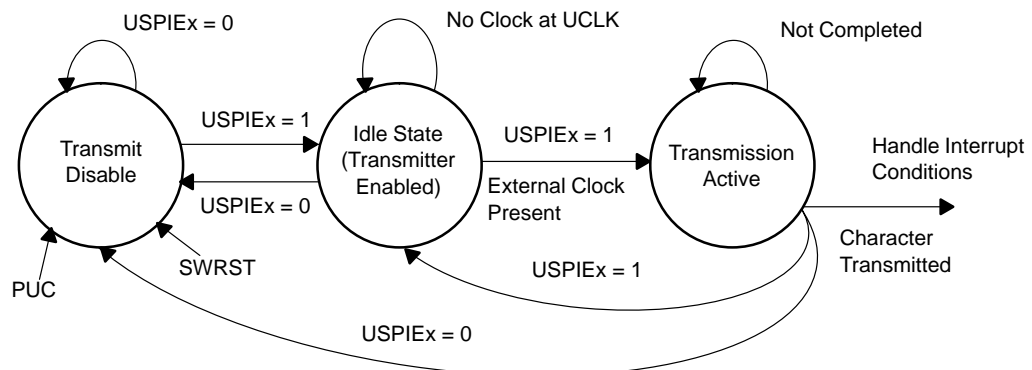 USPIEx = 0
No Clock at UCLK
Not Completed
USPIEx = 1
Transmit
Disable
Idle State
(Transmitter
Enabled)
USPIEx = 1
External Clock
Present
Transmission
Active
Handle Interrupt
Conditions
USPIEx = 0
PUC
SWRST
USPIEx = 1
Character
Transmitted
USPIEx = 0